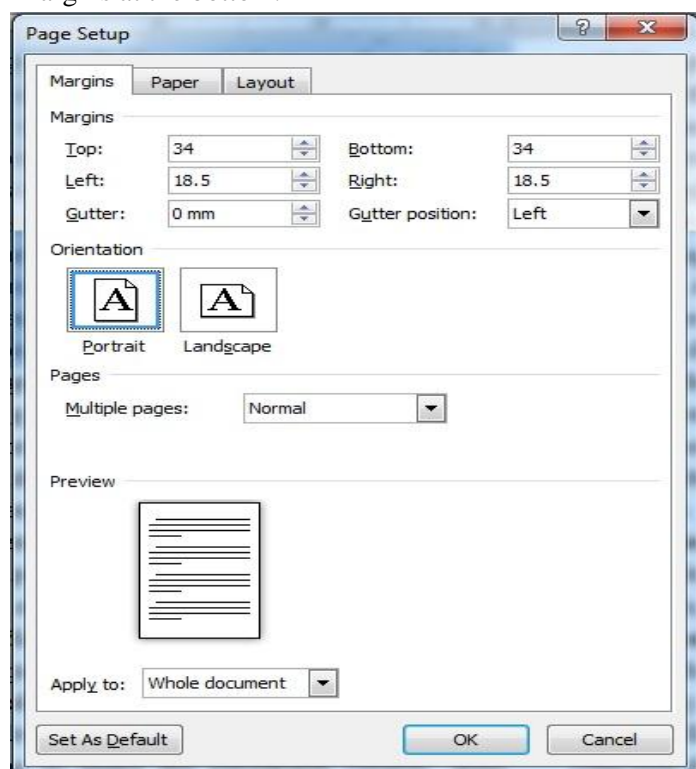 Page Setup
Margins Paper Layout
Margins
Top: 34 Bottom: 34
Left: 18.5 Right: 18.5
Gutter: 0 mm Gutter position: Left
Orientation
A A
Portrait Landscape
Pages
Multiple pages: Normal
Preview
Apply to: Whole document
Set As Default OK Cancel